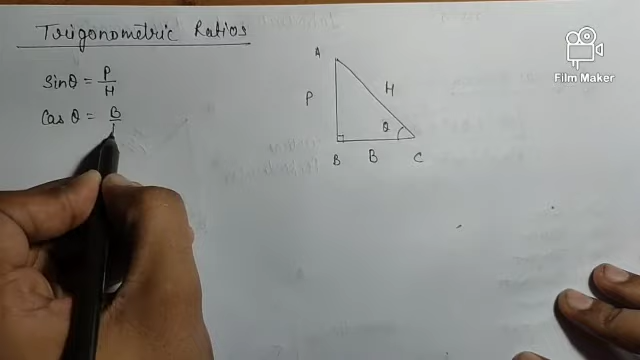 Trigonometric Ratios
sinθ = P/H
Cos θ = B/
A
P
H
θ
B
B
C
Film Maker